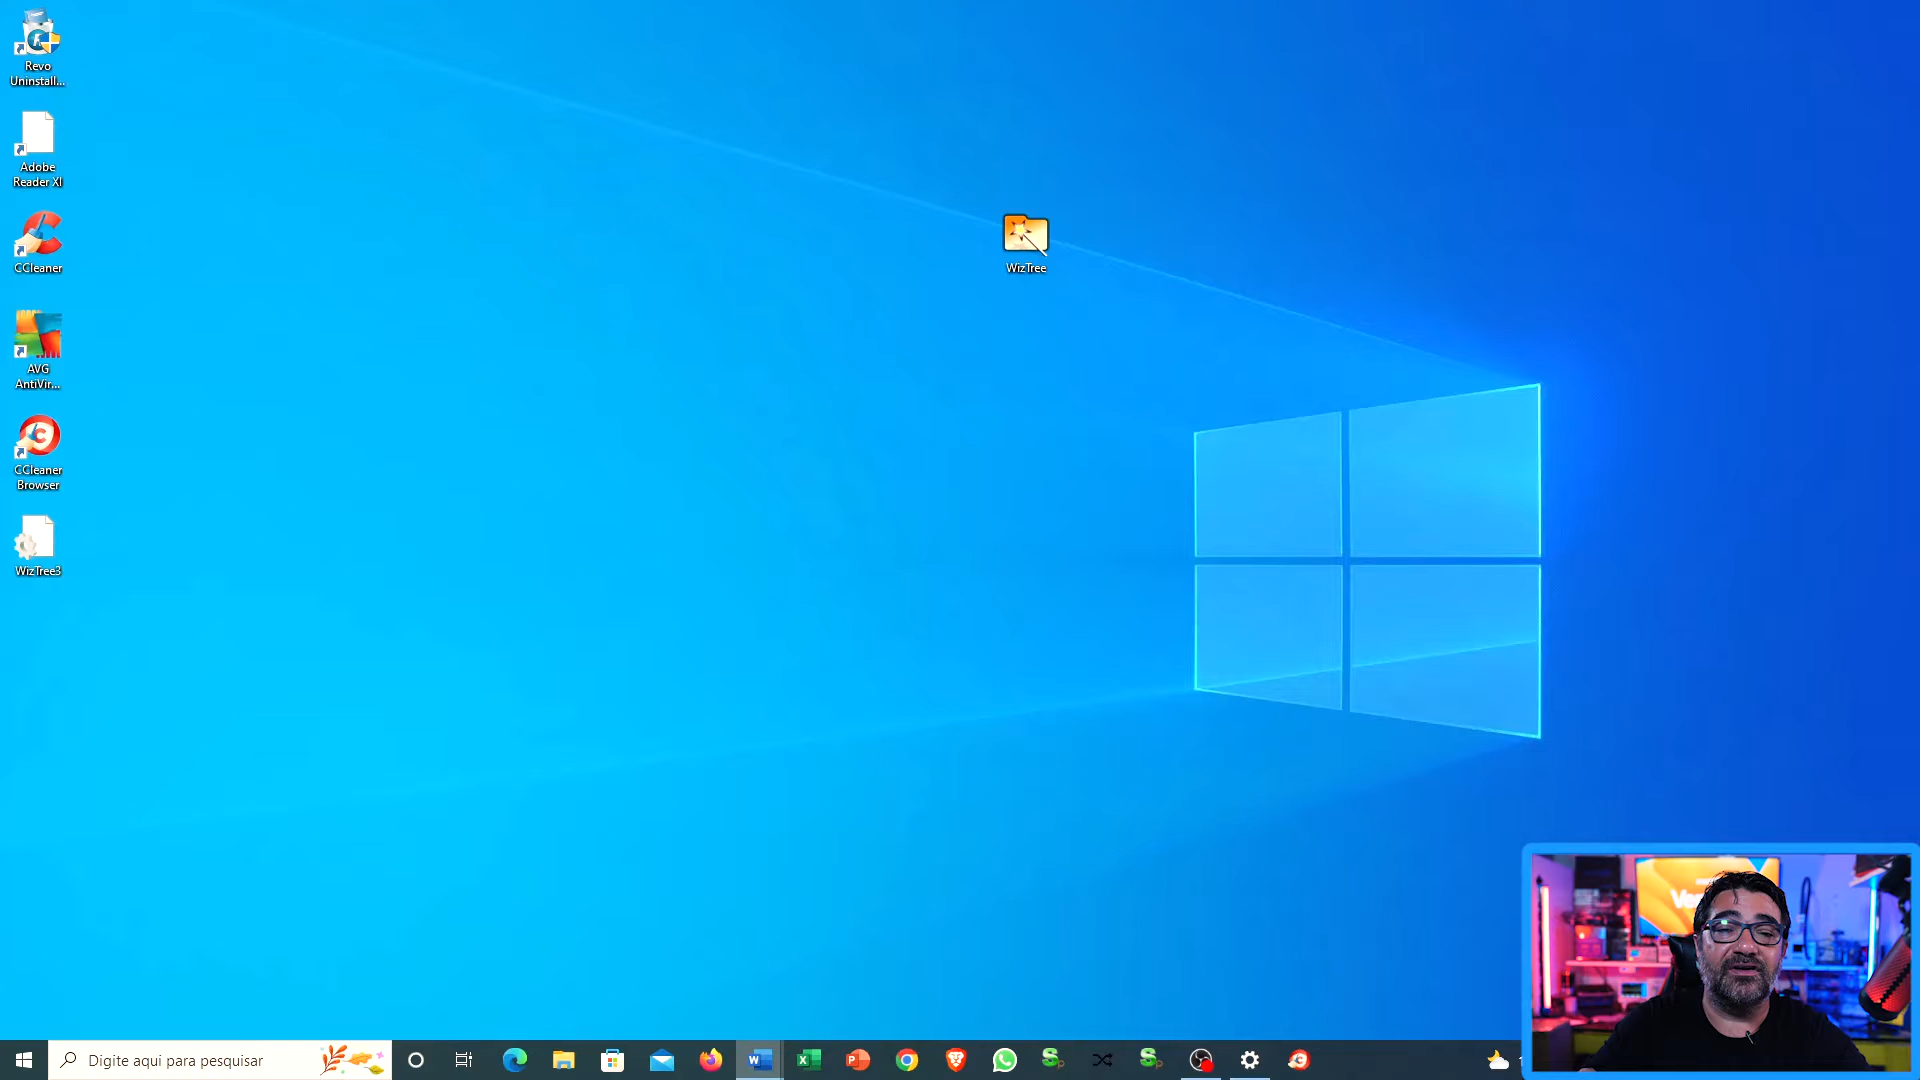 Revo
Uninstall...
Adobe
Reader XI
CCleaner
AVG
AntiVir...
CCleaner
Browser
WizTree3
WizTree
Digite aqui para pesquisar